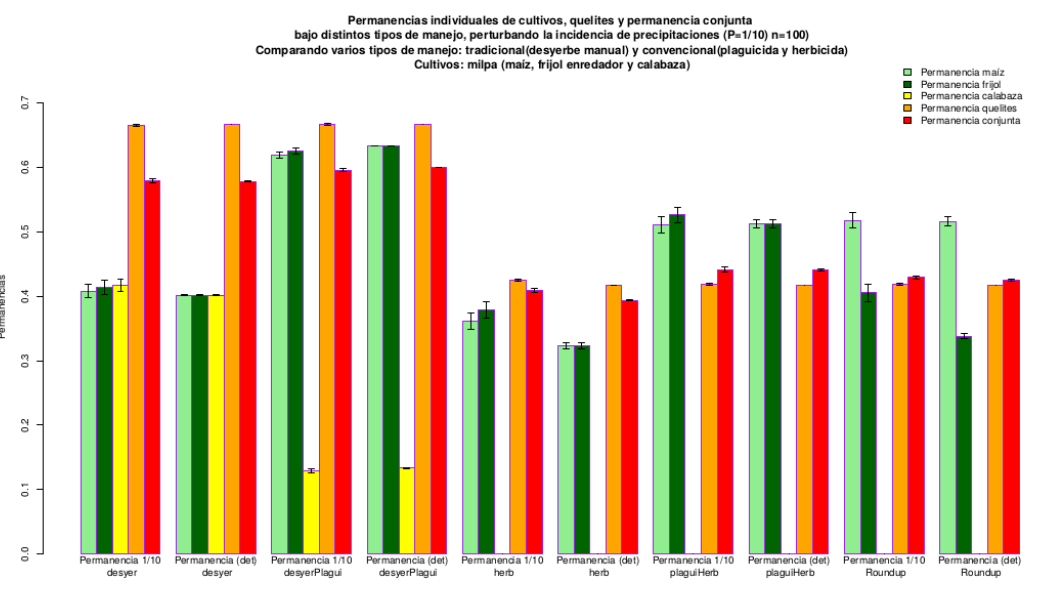 Permanencias individuales de cultivos, quelites y permanencia conjunta
bajo distintos tipos de manejo, perturbando la incidencia de precipitaciones (P=1/10) n=100)
Comparando varios tipos de manejo: tradicional(desyerbe manual) y convencional(plaguicida y herbicida)
Cultivos: milpa (maíz, frijol enredador y calabaza)
Permanencia maíz
Permanencia frijol
Permanencia calabaza
Permanencia quelites
Permanencia conjunta
Permanencias
0.7
0.6
0.5
0.4
0.3
0.2
0.1
0.0
Permanencia 1/10 Permanencia (det) Permanencia 1/10 Permanencia (det) Permanencia 1/10 Permanencia (det) Permanencia 1/10 Permanencia (det) Permanencia 1/10 Permanencia (det)
desyer desyer desyerPlagui desyerPlagui herb herb plaguiHerb plaguiHerb Roundup Roundup